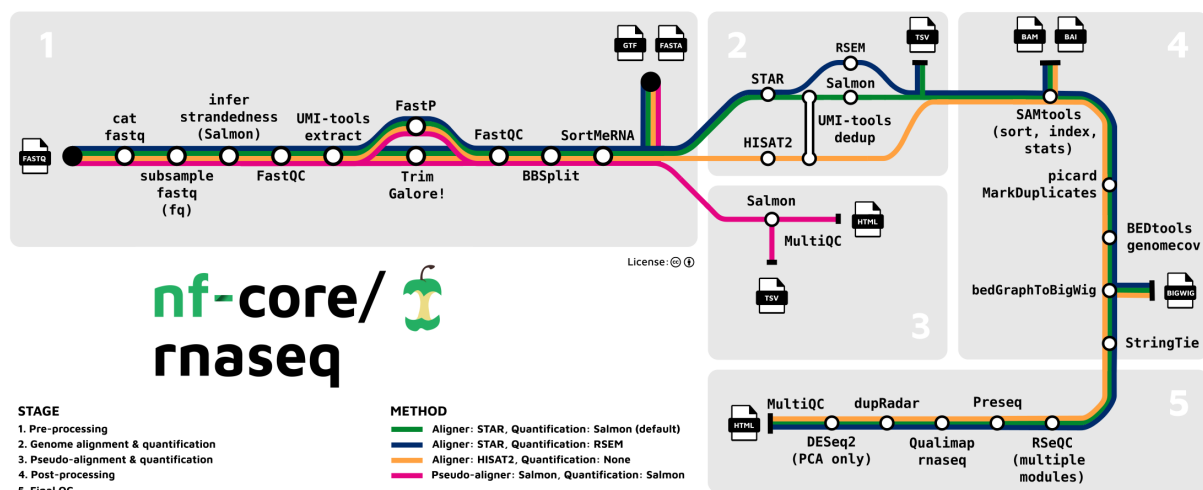 1
GTF
FASTA
FASTQ
cat
fastq
subsample
fastq
(fq)
infer
strandedness
(Salmon)
FastQC
UMI-tools
extract
FastP
Trim
Galore!
FastQC
BBSplit
SortMeRNA
2
STAR
RSEM
Salmon
TSV
HISAT2
UMI-tools
dedup
3
Salmon
MultiQC
HTML
TSV
4
BAM
BAI
SAMtools
(sort, index,
stats)
picard
MarkDuplicates
BEDtools
genomecov
bedGraphToBigWig
BIGWIG
StringTie
5
HTML
MultiQC
DESeq2
(PCA only)
dupRadar
Qualimap
rnaseq
Preseq
RSeQC
(multiple
modules)
License:
cc
nf-core/
rnaseq
STAGE
1. Pre-processing
2. Genome alignment & quantification
3. Pseudo-alignment & quantification
4. Post-processing
5. Final QC
METHOD
Aligner: STAR, Quantification: Salmon (default)
Aligner: STAR, Quantification: RSEM
Aligner: HISAT2, Quantification: None
Pseudo-aligner: Salmon, Quantification: Salmon